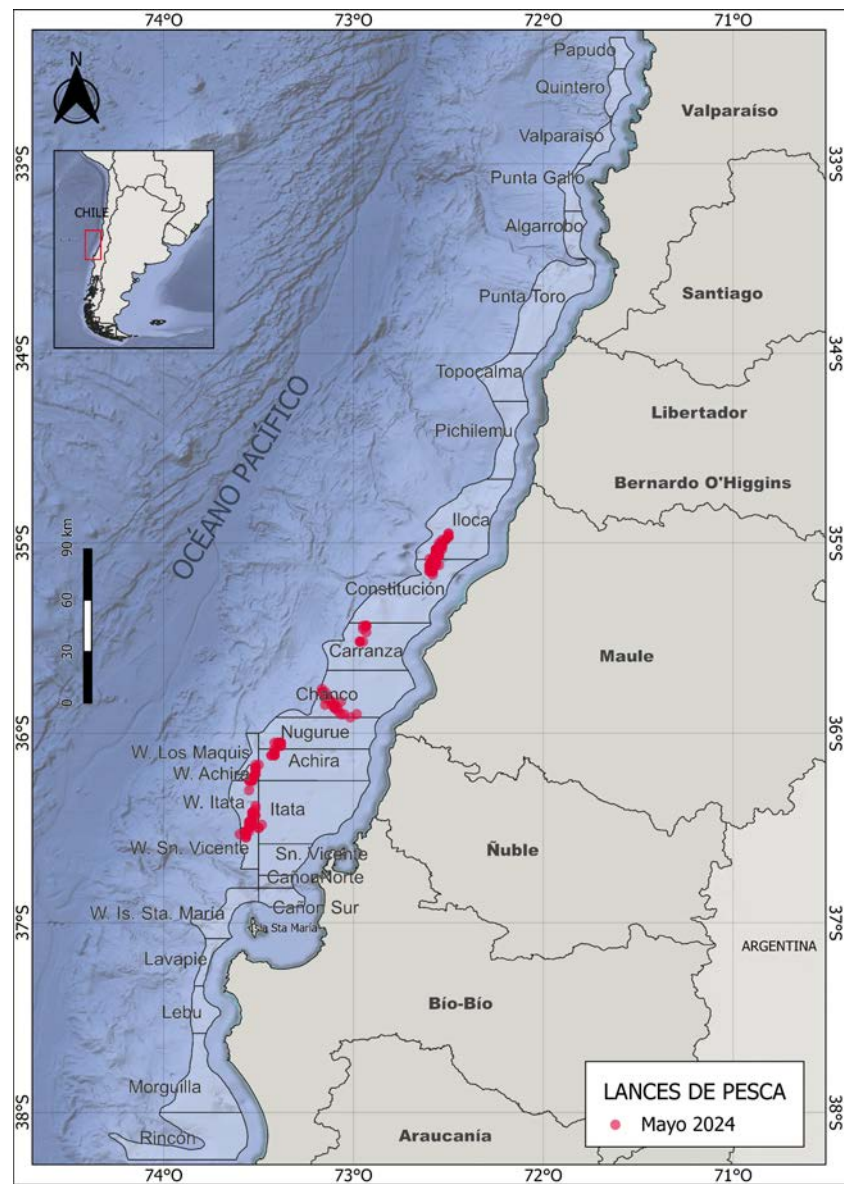 74°O 73°O 72°O 71°O
N
Papudo
Quintero
Valparaíso
Valparaíso
33°S 33°S
Punta Gallo
CHILE
Algarrobo
Punta Toro
Santiago
34°S 34°S
Topocalma
Libertador
Pichilemu
OCÉANO PACÍFICO
Bernardo O'Higgins
Iloca
35°S 35°S
90 km
60
30
0
Constitución
Carranza
Maule
Chanco
Nugurue
36°S 36°S
W. Los Maquis
Achira
W. Achira
W. Itata
Itata
W. Sn. Vicente
Sn. Vicente
Ñuble
CañonNorte
Cañon Sur
W. Is. Sta. María
37°S 37°S
Isla Sta María
ARGENTINA
Lavapie
Lebu
Bío-Bío
Morguilla
LANCES DE PESCA
Mayo 2024
38°S 38°S
Rincón
Araucanía
74°O 73°O 72°O 71°O